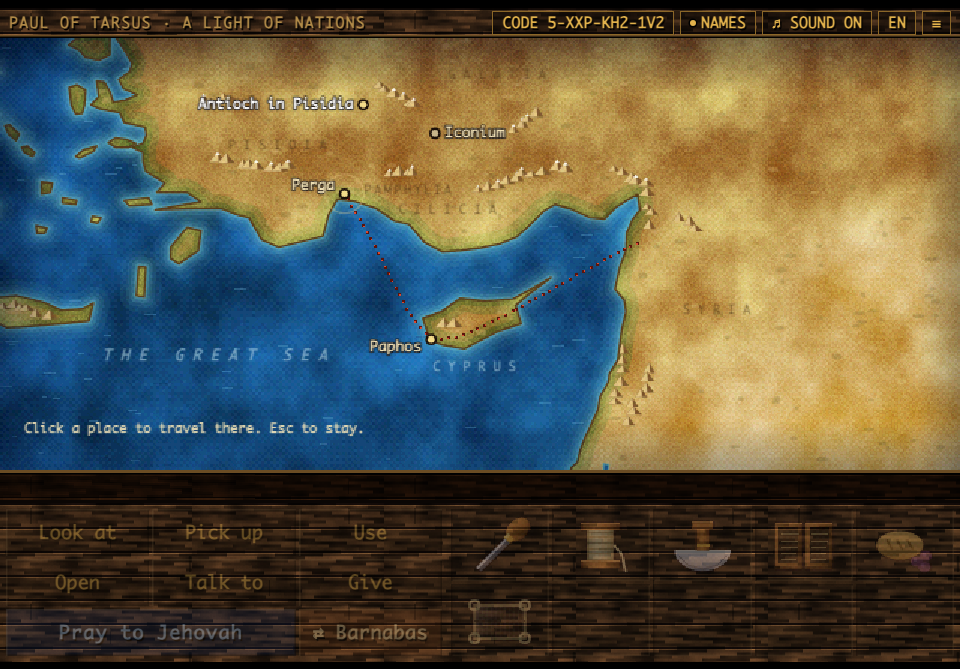 PAUL OF TARSUS · A LIGHT OF NATIONS
CODE 5-XXP-KH2-1V2
• NAMES
♬ SOUND ON
EN
≡
GALATIA
Antioch in Pisidia
Iconium
PISIDIA
Perga
PAMPHYLIA
CILICIA
SYRIA
THE GREAT SEA
Paphos
CYPRUS
Click a place to travel there. Esc to stay.
Look at
Pick up
Use
Open
Talk to
Give
Pray to Jehovah
⇄ Barnabas